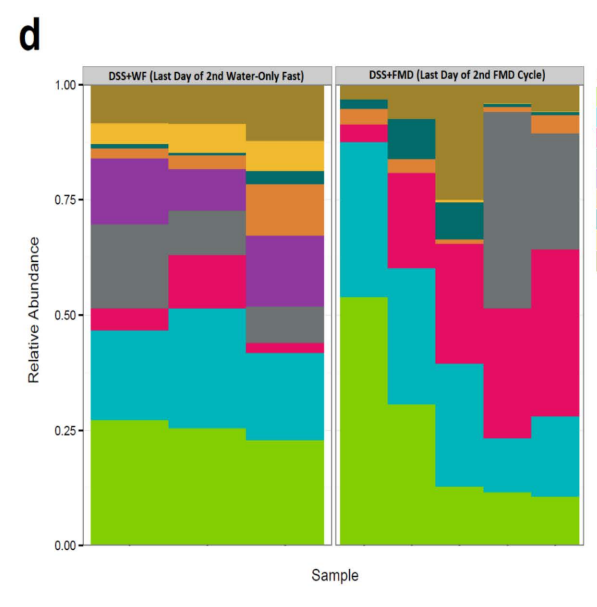 d
DSS+WF (Last Day of 2nd Water-Only Fast)
DSS+FMD (Last Day of 2nd FMD Cycle)
1.00
0.75
0.50
0.25
0.00
Relative Abundance
Sample